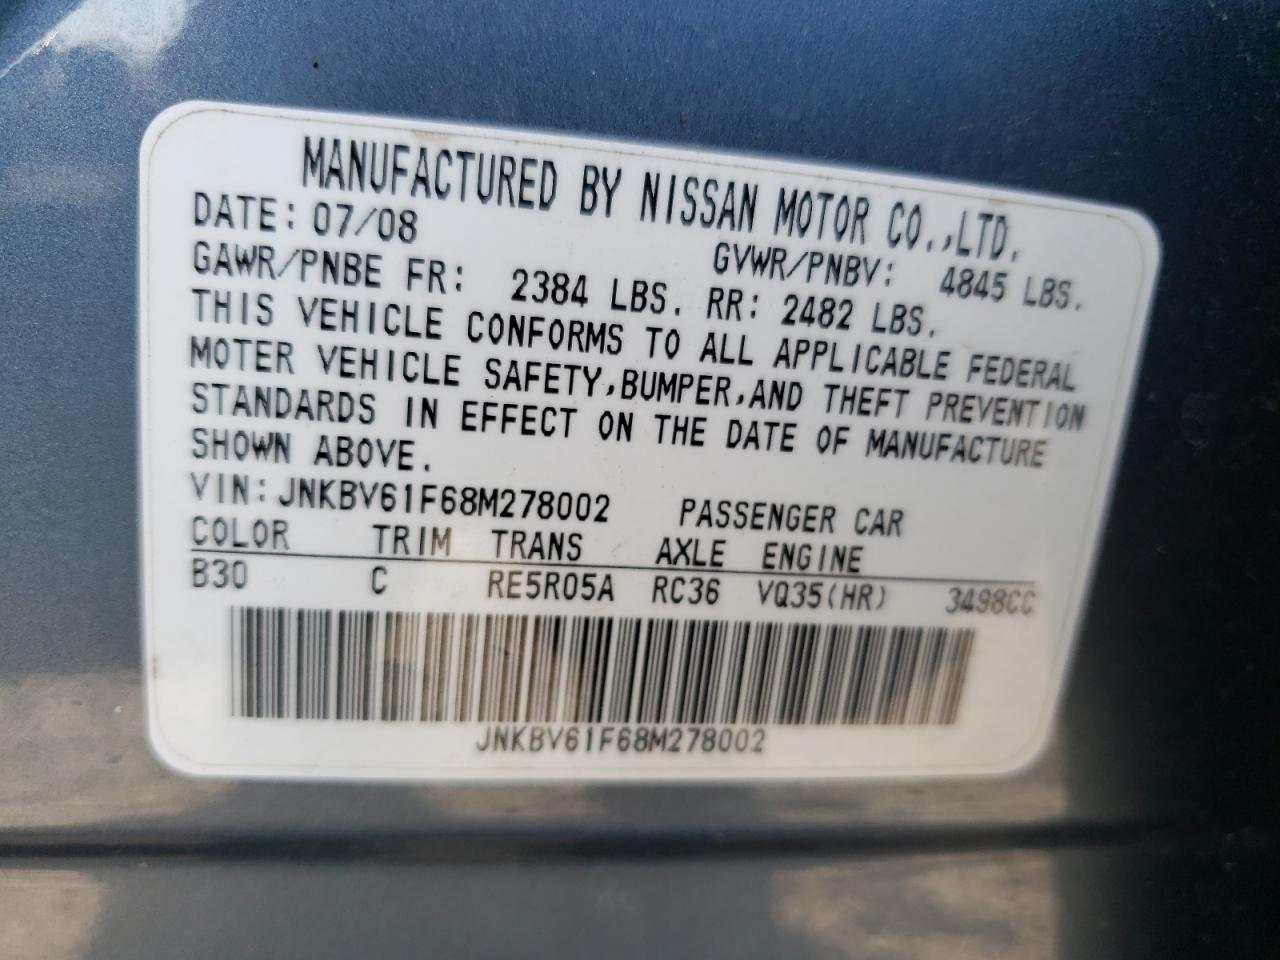 MANUFACTURED BY NISSAN MOTOR CO.,LTD.
DATE: 07/08 GVWR/PNBV: 4845 LBS.
GAWR/PNBE FR: 2384 LBS. RR: 2482 LBS.
THIS VEHICLE CONFORMS TO ALL APPLICABLE FEDERAL
MOTER VEHICLE SAFETY,BUMPER,AND THEFT PREVENTION
STANDARDS IN EFFECT ON THE DATE OF MANUFACTURE
SHOWN ABOVE.
VIN: JNKBV61F68M278002 PASSENGER CAR
COLOR TRIM TRANS AXLE ENGINE
B30 C RE5R05A RC36 VQ35(HR) 3498CC
JNKBV61F68M278002